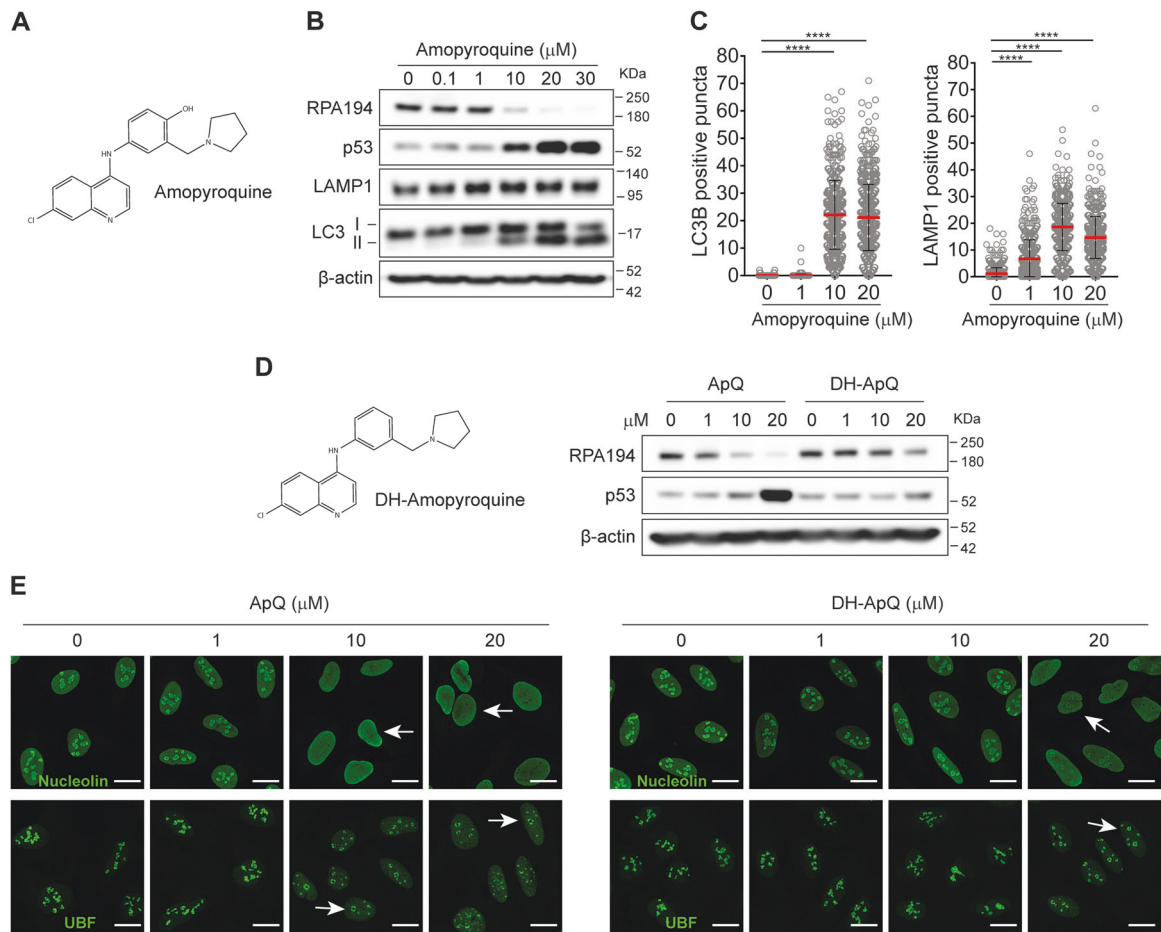 A
OH
N
HN
Cl
N
Amopyroquine
B
Amopyroquine (μM)
0 0.1 1 10 20 30 KDa
RPA194
250
180
p53
52
LAMP1
140
95
LC3
I
II
17
β-actin
52
42
C
****
****
LC3B positive puncta
80
70
60
50
40
30
20
10
0
0 1 10 20
Amopyroquine (μM)
****
****
****
LAMP1 positive puncta
80
70
60
50
40
30
20
10
0
0 1 10 20
Amopyroquine (μM)
D
HN
N
Cl
N
DH-Amopyroquine
ApQ DH-ApQ
μM 0 1 10 20 0 1 10 20 KDa
RPA194
250
180
p53
52
β-actin
52
42
E
ApQ (μM)
0 1 10 20
Nucleolin
UBF
DH-ApQ (μM)
0 1 10 20
Nucleolin
UBF